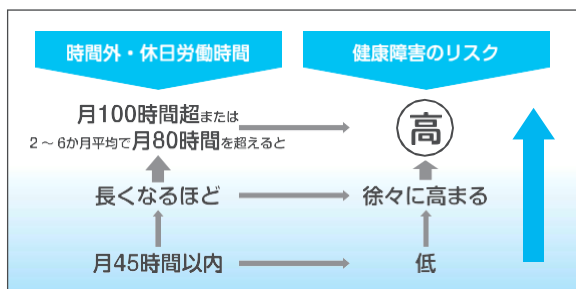 時間外・休日労働時間
健康障害のリスク
月100時間超または
2～6か月平均で月80時間を超えると
高
長くなるほど
徐々に高まる
月45時間以内
低